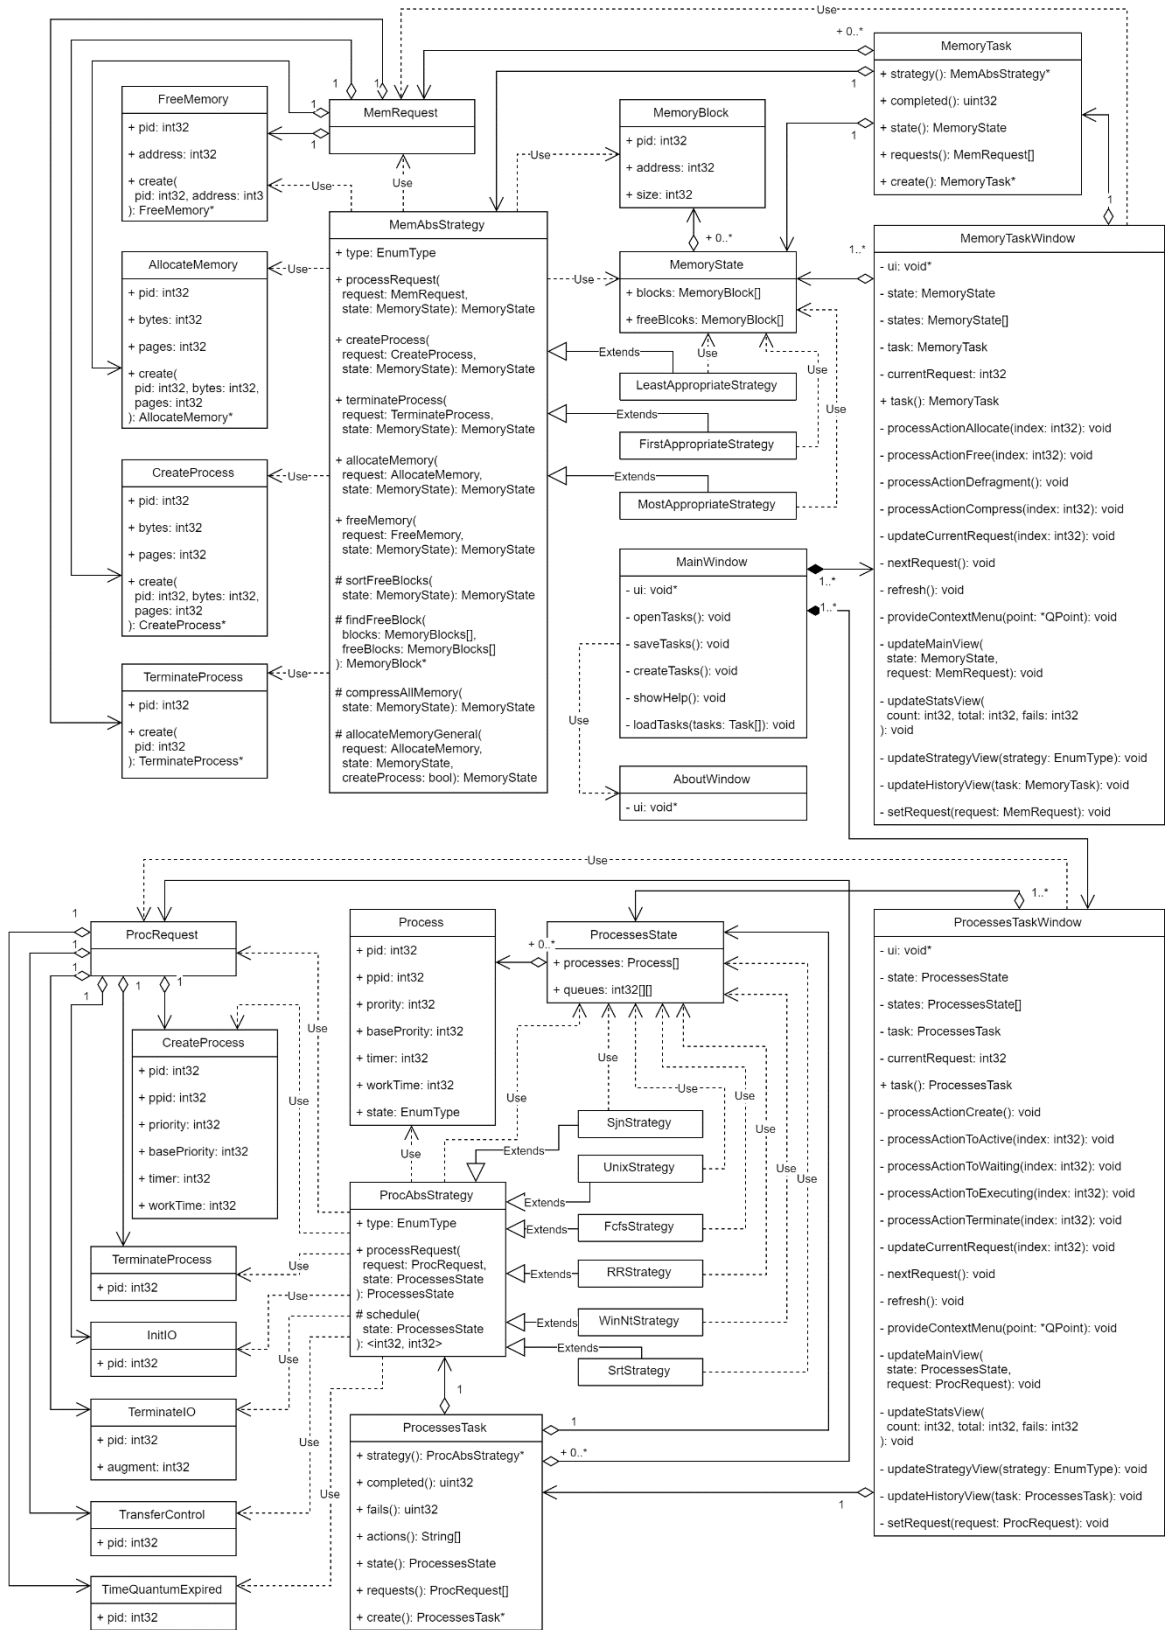 Use
+ 0..*
1
1
MemoryTask
+ strategy(): MemAbsStrategy*
+ completed(): uint32
+ state(): MemoryState
+ requests(): MemRequest[]
+ create(): MemoryTask*
1
1
1
1
1
1
FreeMemory
+ pid: int32
+ address: int32
+ create(
pid: int32, address: int3
): FreeMemory*
MemRequest
MemoryBlock
+ pid: int32
+ address: int32
+ size: int32
Use
Use
Use
1
MemAbsStrategy
+ type: EnumType
+ processRequest(
request: MemRequest,
state: MemoryState): MemoryState
+ createProcess(
request: CreateProcess,
state: MemoryState): MemoryState
+ terminateProcess(
request: TerminateProcess,
state: MemoryState): MemoryState
+ allocateMemory(
request: AllocateMemory,
state: MemoryState): MemoryState
+ freeMemory(
request: FreeMemory,
state: MemoryState): MemoryState
# sortFreeBlocks(
state: MemoryState): MemoryState
# findFreeBlock(
blocks: MemoryBlocks[],
freeBlocks: MemoryBlocks[]
): MemoryBlock*
# compressAllMemory(
state: MemoryState): MemoryState
# allocateMemoryGeneral(
request: AllocateMemory,
state: MemoryState,
createProcess: bool): MemoryState
AllocateMemory
+ pid: int32
+ bytes: int32
+ pages: int32
+ create(
pid: int32, bytes: int32,
pages: int32
): AllocateMemory*
Use
CreateProcess
+ pid: int32
+ bytes: int32
+ pages: int32
+ create(
pid: int32, bytes: int32,
pages: int32
): CreateProcess*
Use
TerminateProcess
+ pid: int32
+ create(
pid: int32
): TerminateProcess*
Use
+ 0..*
1..*
MemoryState
+ blocks: MemoryBlock[]
+ freeBlcoks: MemoryBlock[]
Use
Extends
Use
Use
Use
LeastAppropriateStrategy
Extends
FirstAppropriateStrategy
Extends
MostAppropriateStrategy
MainWindow
- ui: void*
- openTasks(): void
- saveTasks(): void
- createTasks(): void
- showHelp(): void
- loadTasks(tasks: Task[]): void
1..*
1..*
Use
AboutWindow
- ui: void*
MemoryTaskWindow
- ui: void*
- state: MemoryState
- states: MemoryState[]
- task: MemoryTask
- currentRequest: int32
+ task(): MemoryTask
- processActionAllocate(index: int32): void
- processActionFree(index: int32): void
- processActionDefragment(): void
- processActionCompress(index: int32): void
- updateCurrentRequest(index: int32): void
- nextRequest(): void
- refresh(): void
- provideContextMenu(point: *QPoint): void
- updateMainView(
state: MemoryState,
request: MemRequest): void
- updateStatsView(
count: int32, total: int32, fails: int32
): void
- updateStrategyView(strategy: EnumType): void
- updateHistoryView(task: MemoryTask): void
- setRequest(request: MemRequest): void
Use
1
1
1
1
1
1
ProcRequest
Process
+ pid: int32
+ ppid: int32
+ prority: int32
+ basePrority: int32
+ timer: int32
+ workTime: int32
+ state: EnumType
+ 0..*
1..*
ProcessesState
+ processes: Process[]
+ queues: int32[][]
CreateProcess
+ pid: int32
+ ppid: int32
+ priority: int32
+ basePriority: int32
+ timer: int32
+ workTime: int32
Use
Use
Use
Use
Use
Use
Use
Use
Use
Use
Extends
SjnStrategy
Extends
UnixStrategy
Extends
FcfsStrategy
Extends
RRStrategy
Extends
WinNtStrategy
Extends
SrtStrategy
ProcAbsStrategy
+ type: EnumType
+ processRequest(
request: ProcRequest,
state: ProcessesState
): ProcessesState
# schedule(
state: ProcessesState
): <int32, int32>
TerminateProcess
+ pid: int32
Use
InitIO
+ pid: int32
Use
TerminateIO
+ pid: int32
+ augment: int32
Use
TransferControl
+ pid: int32
Use
TimeQuantumExpired
+ pid: int32
Use
1
ProcessesTask
+ strategy(): ProcAbsStrategy*
+ completed(): uint32
+ fails(): uint32
+ actions(): String[]
+ state(): ProcessesState
+ requests(): ProcRequest[]
+ create(): ProcessesTask*
1
+ 0..*
1
ProcessesTaskWindow
- ui: void*
- state: ProcessesState
- states: ProcessesState[]
- task: ProcessesTask
- currentRequest: int32
+ task(): ProcessesTask
- processActionCreate(): void
- processActionToActive(index: int32): void
- processActionToWaiting(index: int32): void
- processActionToExecuting(index: int32): void
- processActionTerminate(index: int32): void
- updateCurrentRequest(index: int32): void
- nextRequest(): void
- refresh(): void
- provideContextMenu(point: *QPoint): void
- updateMainView(
state: ProcessesState,
request: ProcRequest): void
- updateStatsView(
count: int32, total: int32, fails: int32
): void
- updateStrategyView(strategy: EnumType): void
- updateHistoryView(task: ProcessesTask): void
- setRequest(request: ProcRequest): void